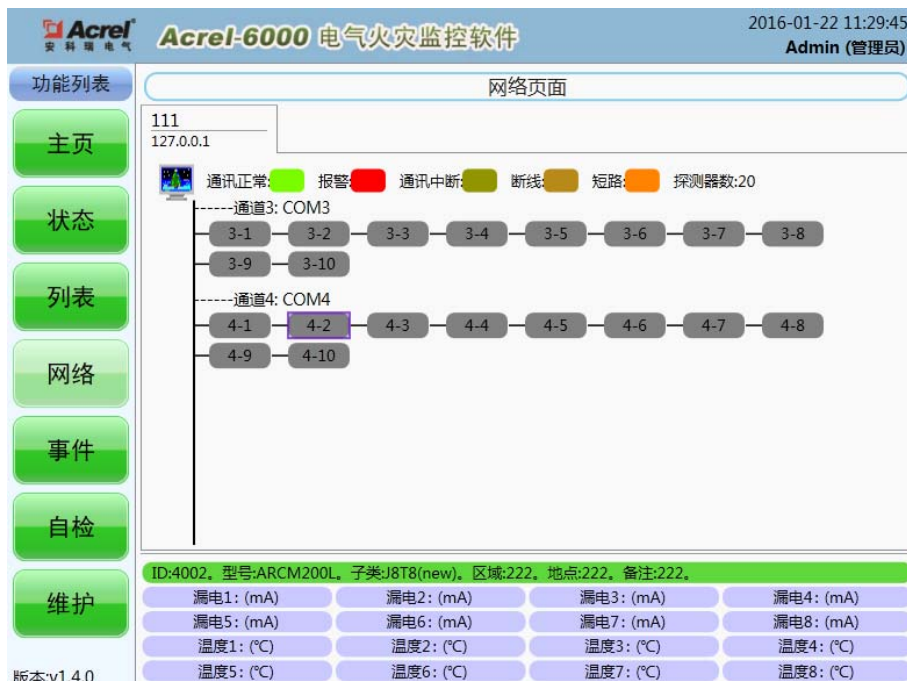 Acrel
安科瑞电气
Acrel-6000 电气火灾监控软件
2016-01-22 11:29:45
Admin (管理员)
功能列表
主页
状态
列表
网络
事件
自检
维护
版本:v1.4.0
网络页面
111
127.0.0.1
通讯正常: 报警: 通讯中断: 断线: 短路: 探测器数:20
------通道3: COM3
3-1 3-2 3-3 3-4 3-5 3-6 3-7 3-8
3-9 3-10
------通道4: COM4
4-1 4-2 4-3 4-4 4-5 4-6 4-7 4-8
4-9 4-10
ID:4002。型号:ARCM200L。子类:J8T8(new)。区域:222。地点:222。备注:222。
漏电1: (mA) 漏电2: (mA) 漏电3: (mA) 漏电4: (mA)
漏电5: (mA) 漏电6: (mA) 漏电7: (mA) 漏电8: (mA)
温度1: (℃) 温度2: (℃) 温度3: (℃) 温度4: (℃)
温度5: (℃) 温度6: (℃) 温度7: (℃) 温度8: (℃)